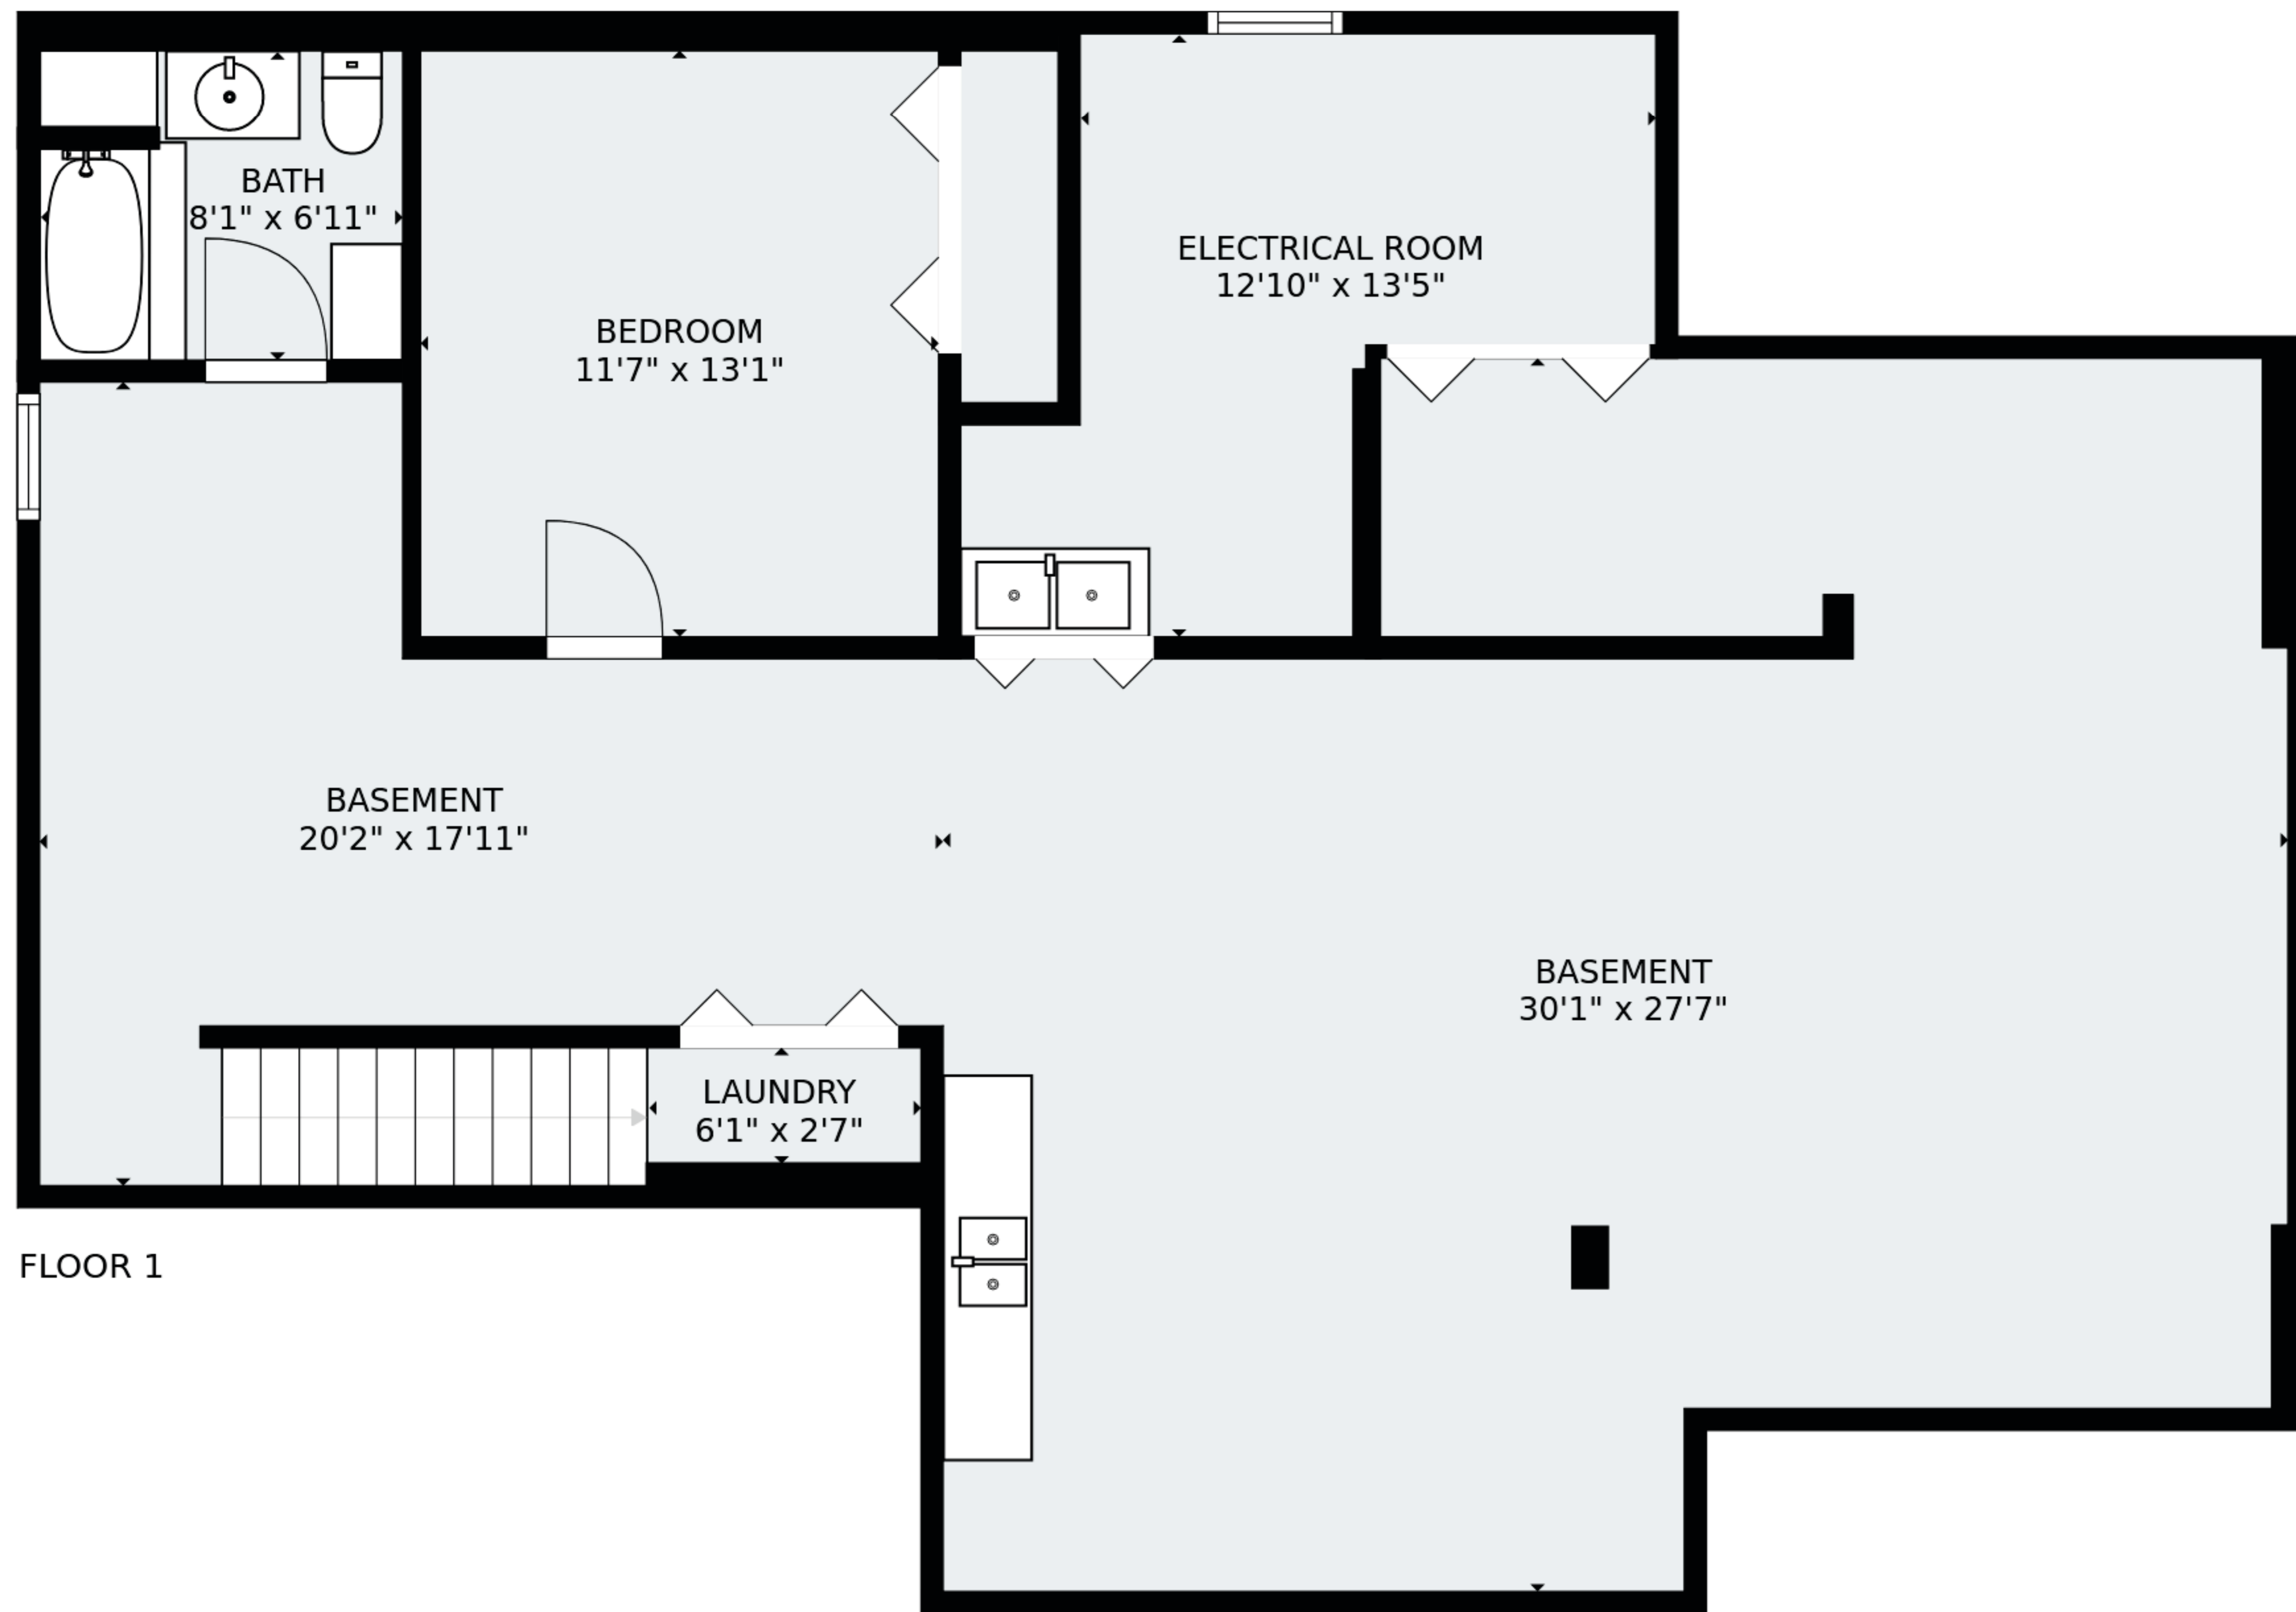 BATH
8'1" x 6'11"
ELECTRICAL ROOM
12'10" x 13'5"
BEDROOM
11'7" x 13'1"
BASEMENT
20'2" x 17'11"
BASEMENT
30'1" x 27'7"
LAUNDRY
6'1" x 2'7"
FLOOR 1